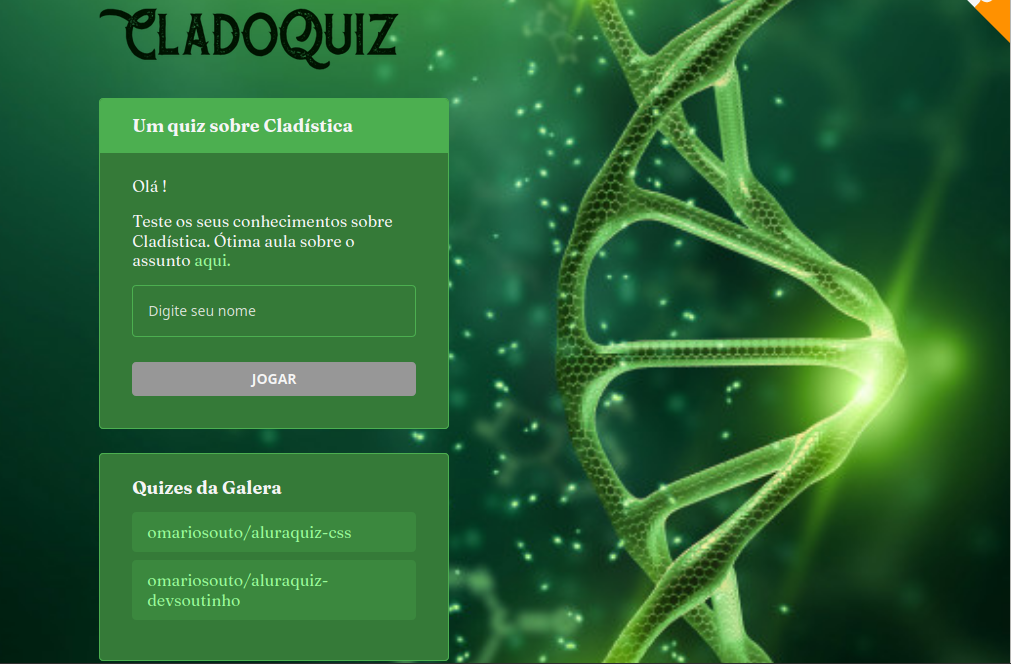 CLADOQUIZ
Um quiz sobre Cladística
Olá !
Teste os seus conhecimentos sobre
Cladística. Ótima aula sobre o
assunto aqui.
Digite seu nome
JOGAR
Quizes da Galera
omariosouto/aluraquiz-css
omariosouto/aluraquiz-
devsoutinho